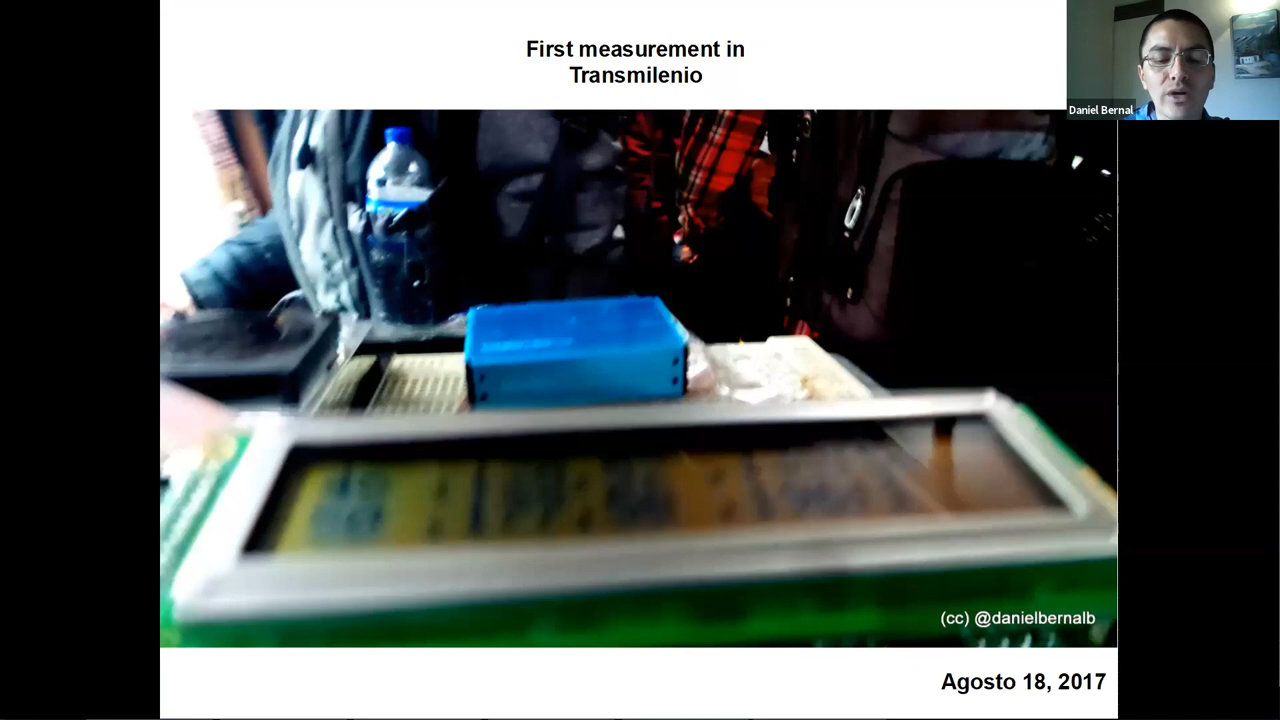 First measurement in
Transmilenio
Daniel Bernal
(cc) @danielbernalb
Agosto 18, 2017